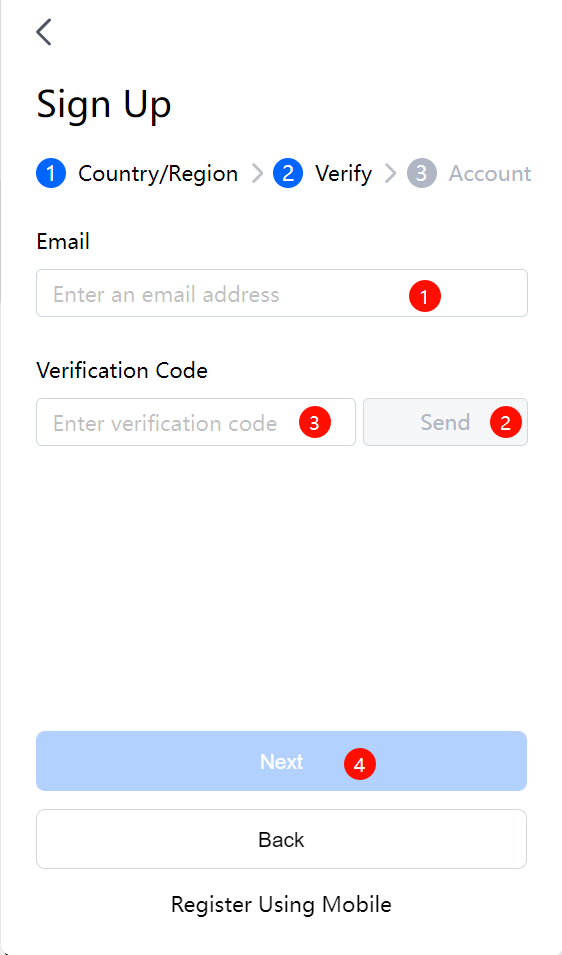 Sign Up
1 Country/Region 2 Verify 3 Account
Email
Enter an email address 1
Verification Code
Enter verification code 3 Send 2
Next 4
Back
Register Using Mobile